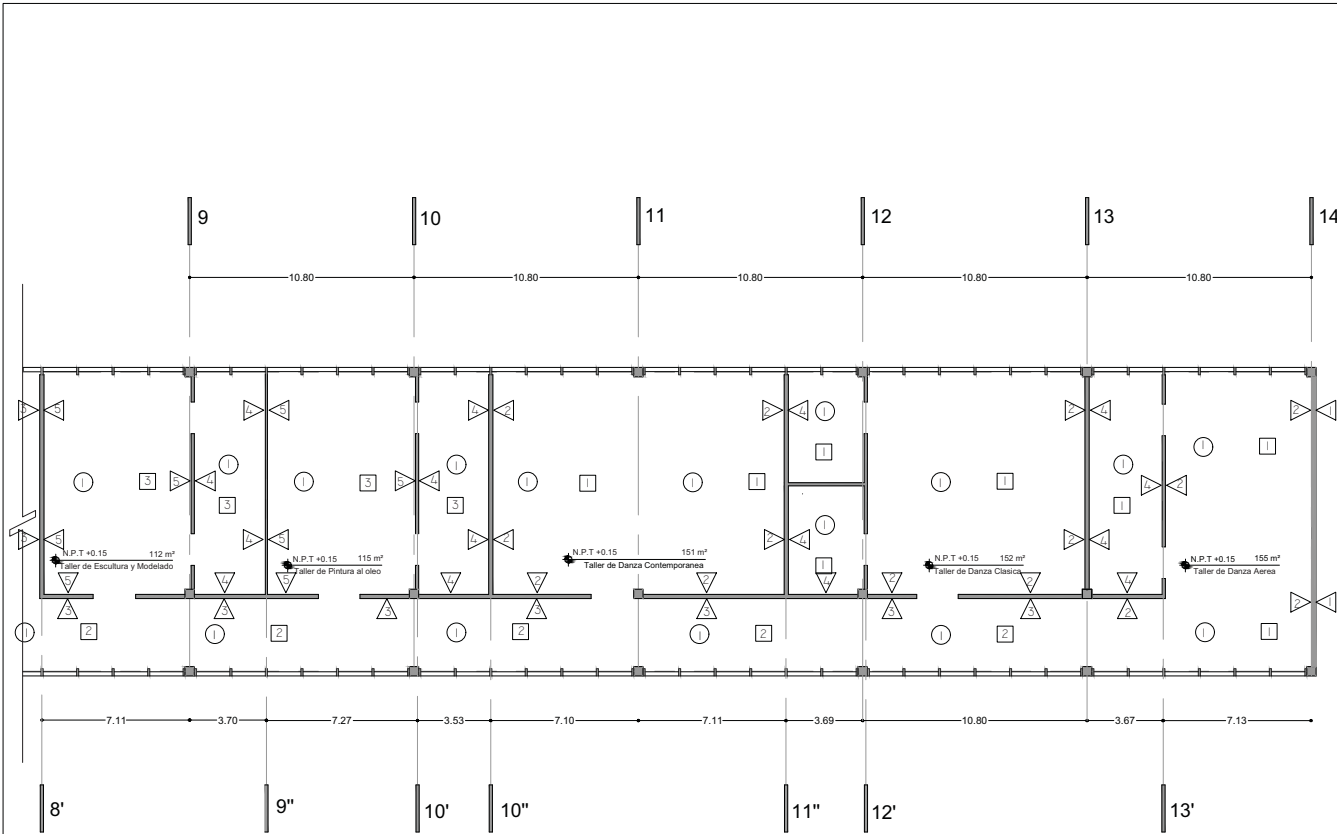 9 10 11 12 13 14
10.80 10.80 10.80 10.80 10.80
3 5 4 5 4 2 2 4 1 2 4 2 1
1 3 5 4 1 3 1 3 5 4 1 3 1 1 1 1 1 1 1 1 1 4 2 1 1
3 5 4 5 4 2 2 4 1 1 2 4
N.P.T +0.15 112 m²
Taller de Escultura y Modelado
N.P.T +0.15 115 m²
Taller de Pintura al oleo
N.P.T +0.15 151 m²
Taller de Danza Contemporanea
N.P.T +0.15 152 m²
Taller de Danza Clasica
N.P.T +0.15 155 m²
Taller de Danza Aerea
5 4 5 4 2 2 4 2 2 4
3 3 3 3 3 3 3 2 2 1
1 2 1 2 1 2 1 2 1 2 1 1
7.11 3.70 7.27 3.53 7.10 7.11 3.69 10.80 3.67 7.13
8' 9" 10' 10" 11" 12' 13'